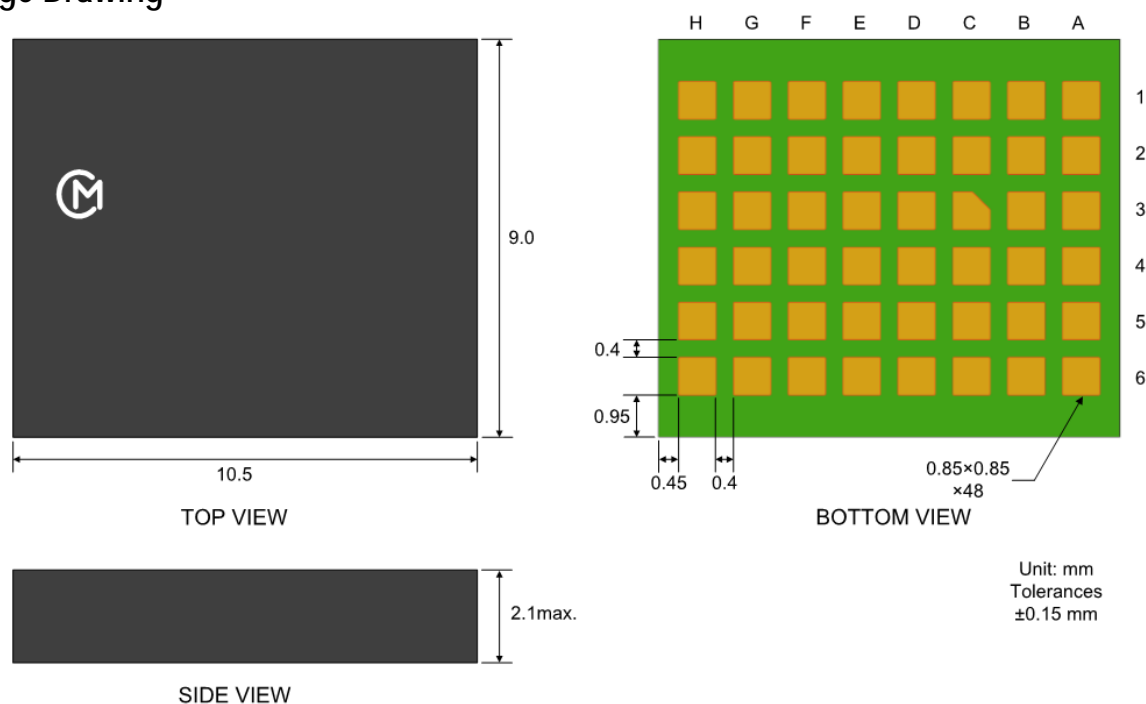 ge Drawing
H G F E D C B A
1
2
3
4
5
6
9.0
10.5
TOP VIEW
0.4
0.95
0.45
0.4
0.85×0.85
×48
BOTTOM VIEW
2.1max.
SIDE VIEW
Unit: mm
Tolerances
±0.15 mm